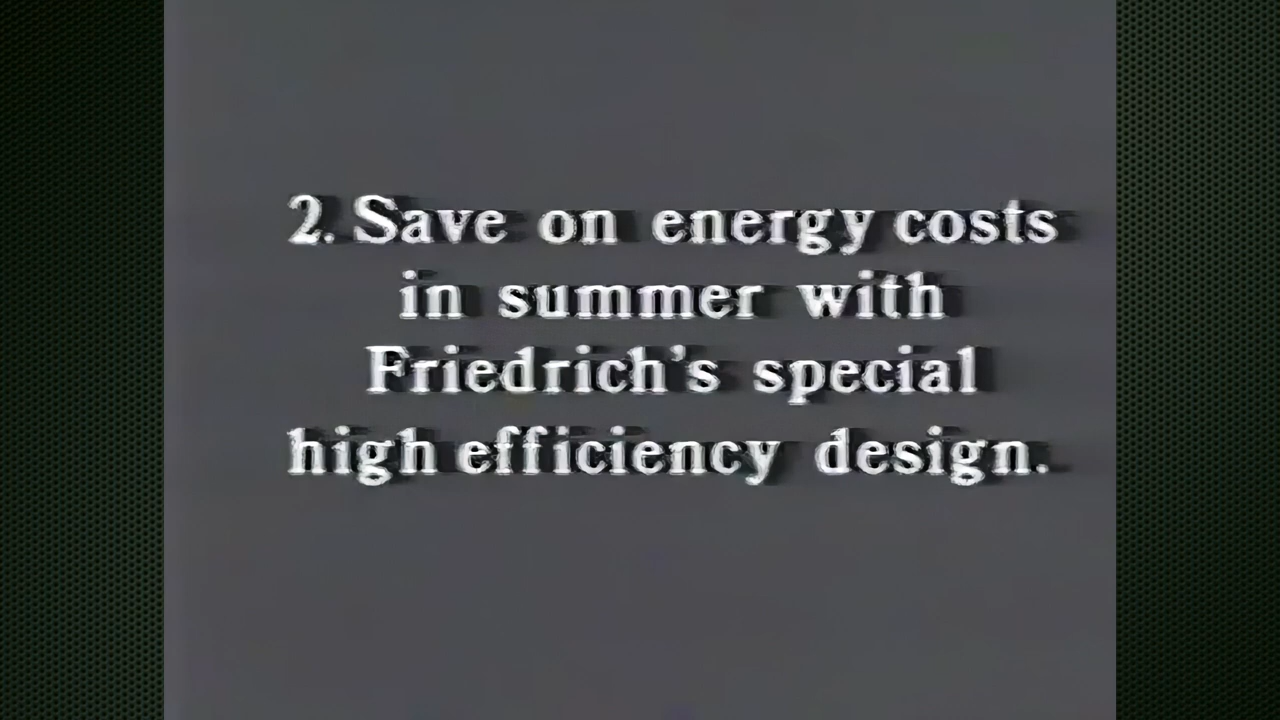 2. Save on energy costs
in summer with
Friedrich's special
high efficiency design.